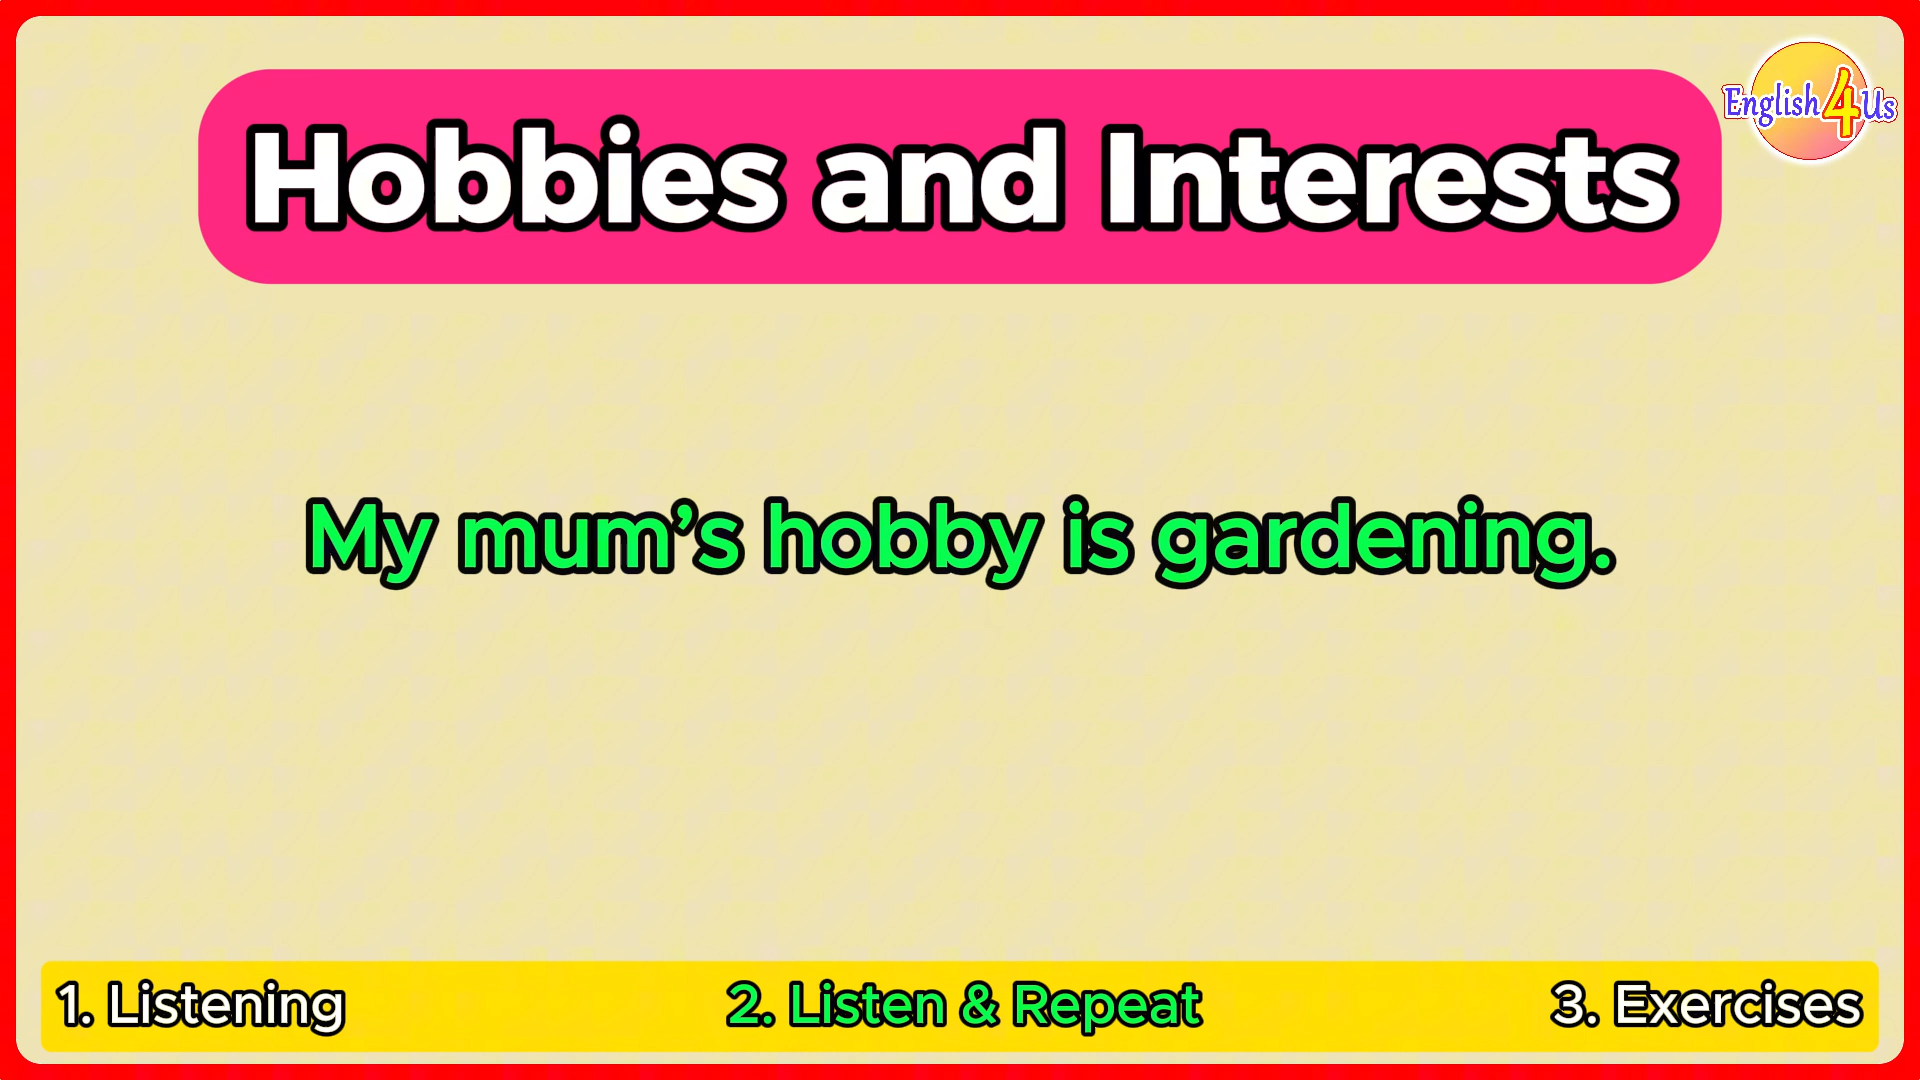 Hobbies and Interests
English4Us
My mum’s hobby is gardening.
1. Listening
2. Listen & Repeat
3. Exercises